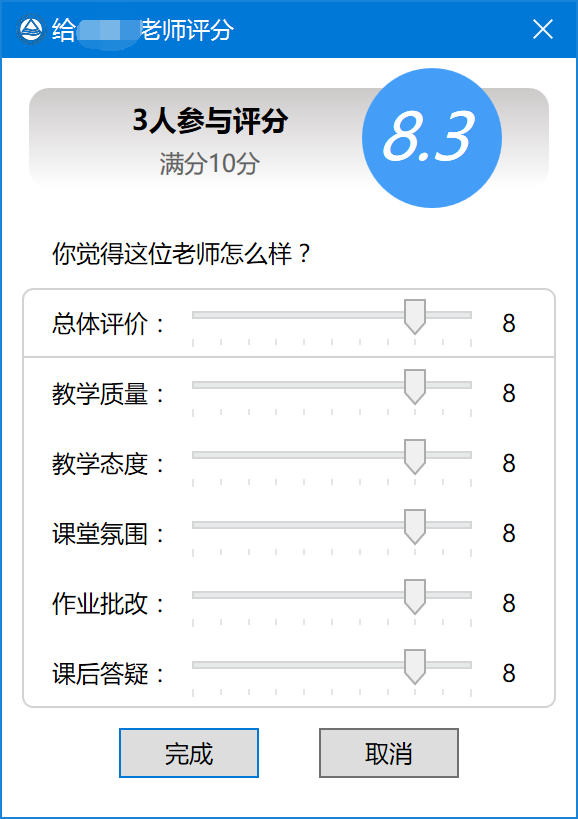 给 老师评分
3人参与评分
满分10分
8.3
你觉得这位老师怎么样？
总体评价： 8
教学质量： 8
教学态度： 8
课堂氛围： 8
作业批改： 8
课后答疑： 8
完成 取消